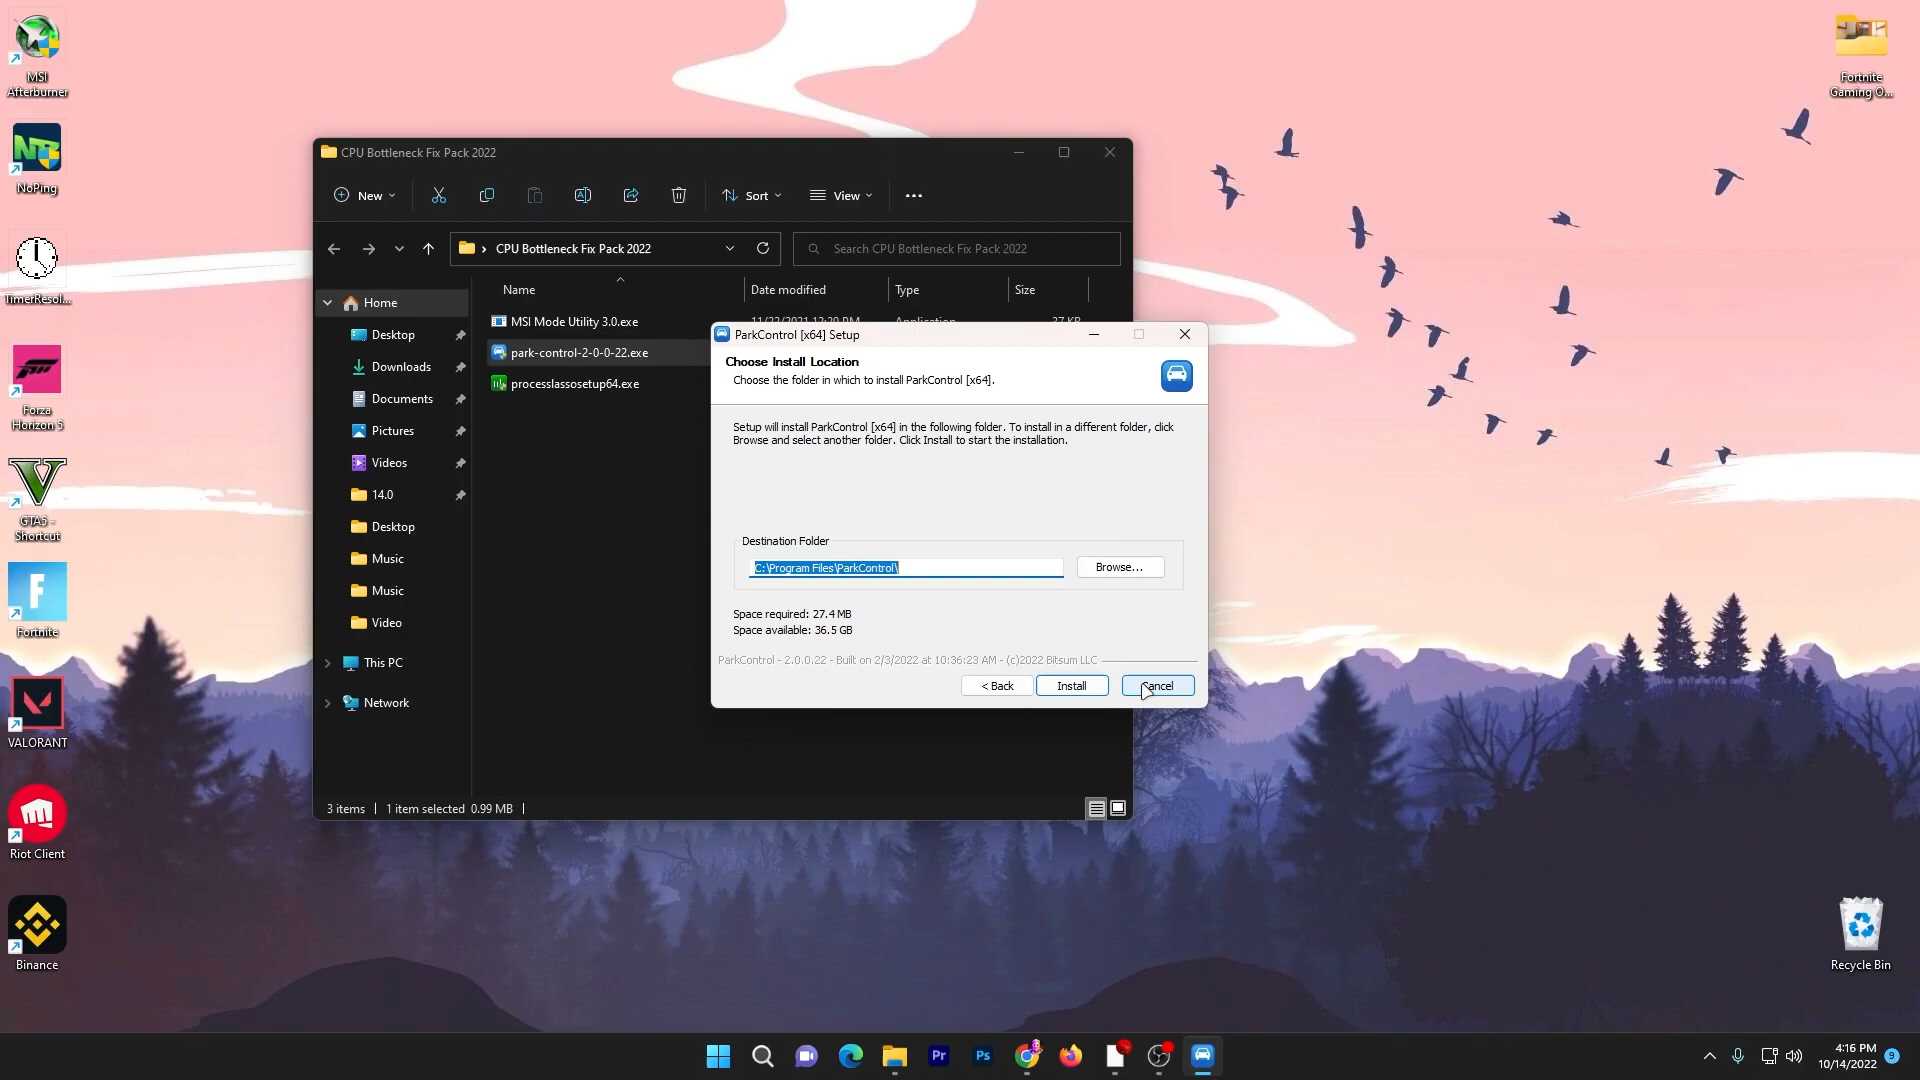 MSI
Afterburner
NoPing
TimerResol...
Forza
Horizon 5
GTA5 -
Shortcut
Fortnite
VALORANT
Riot Client
Binance
Fortnite
Gaming O...
Recycle Bin
CPU Bottleneck Fix Pack 2022
New
Sort
View
CPU Bottleneck Fix Pack 2022
Search CPU Bottleneck Fix Pack 2022
Name
Date modified
Type
Size
Home
Desktop
Downloads
Documents
Pictures
Videos
14.0
Desktop
Music
Music
Video
This PC
Network
MSI Mode Utility 3.0.exe
Application
37 KB
park-control-2-0-0-22.exe
processlassosetup64.exe
3 items
1 item selected 0.99 MB
ParkControl [x64] Setup
Choose Install Location
Choose the folder in which to install ParkControl [x64].
Setup will install ParkControl [x64] in the following folder. To install in a different folder, click
Browse and select another folder. Click Install to start the installation.
Destination Folder
C:\Program Files\ParkControl\
Browse...
Space required: 27.4 MB
Space available: 36.5 GB
ParkControl - 2.0.0.22 - Built on 2/3/2022 at 10:36:23 AM - (c)2022 Bitsum LLC
< Back
Install
Cancel
Pr
Ps
4:16 PM
10/14/2022
9